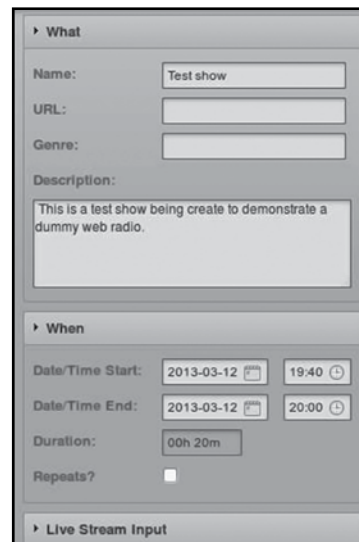 What
Name: Test show
URL:
Genre:
Description:
This is a test show being create to demonstrate a
dummy web radio.
When
Date/Time Start: 2013-03-12 19:40
Date/Time End: 2013-03-12 20:00
Duration: 00h 20m
Repeats?
Live Stream Input